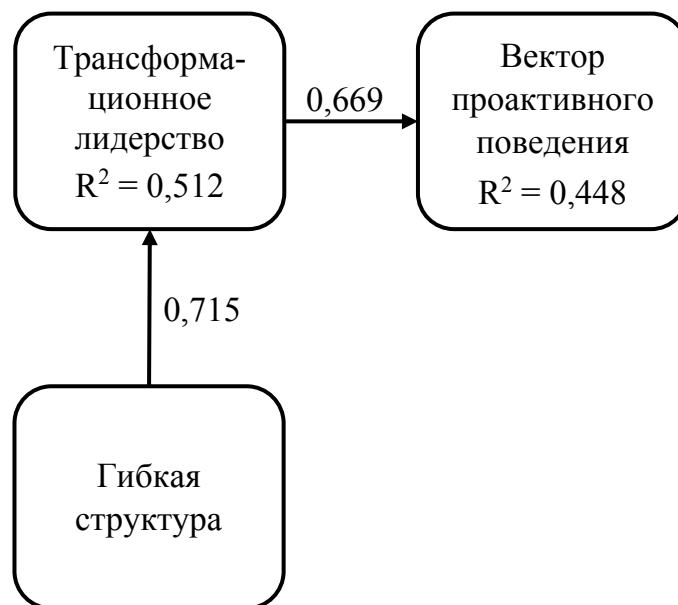 Трансформа-
ционное
лидерство
R² = 0,512
0,669
Вектор
проактивного
поведения
R² = 0,448
0,715
Гибкая
структура